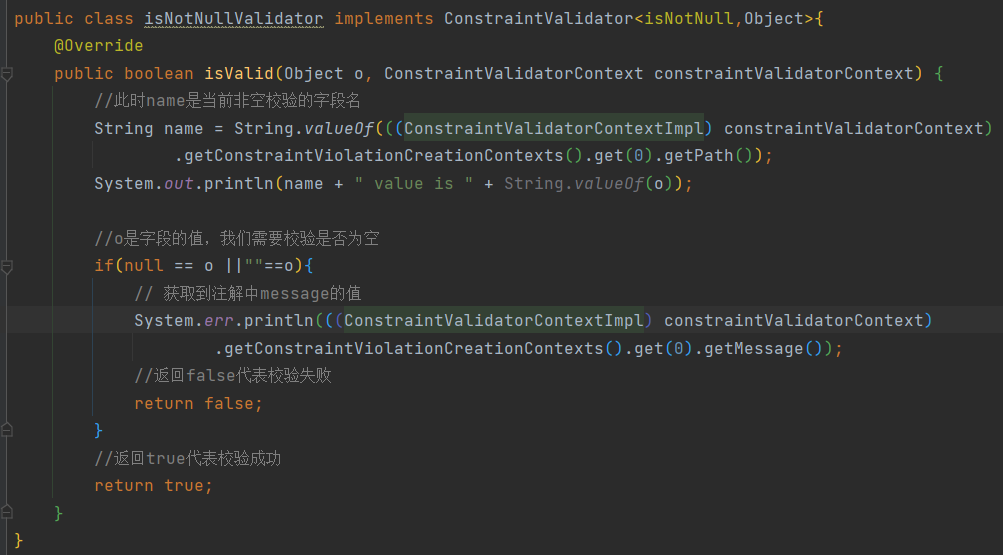 public class isNotNullValidator implements ConstraintValidator<isNotNull,Object>{
@Override
public boolean isValid(Object o, ConstraintValidatorContext constraintValidatorContext) {
//此时name是当前非空校验的字段名
String name = String.valueOf(((ConstraintValidatorContextImpl) constraintValidatorContext)
.getConstraintViolationCreationContexts().get(0).getPath());
System.out.println(name + " value is " + String.valueOf(o));
//o是字段的值，我们需要校验是否为空
if(null == o ||""==o){
// 获取到注解中message的值
System.err.println(((ConstraintValidatorContextImpl) constraintValidatorContext)
.getConstraintViolationCreationContexts().get(0).getMessage());
//返回false代表校验失败
return false;
}
//返回true代表校验成功
return true;
}
}